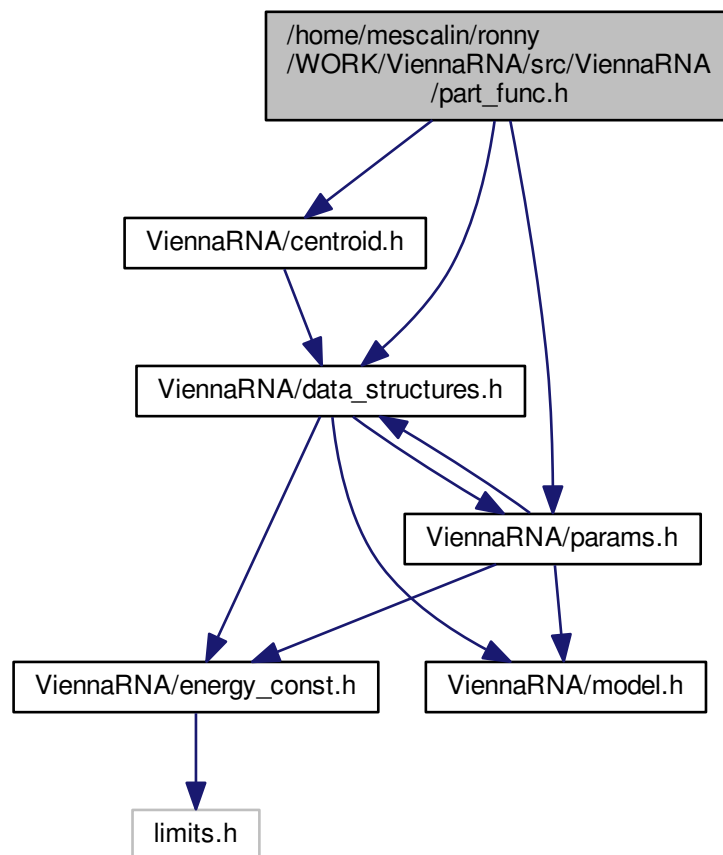 /home/mescalin/ronny
/WORK/ViennaRNA/src/ViennaRNA
/part_func.h
ViennaRNA/centroid.h
ViennaRNA/data_structures.h
ViennaRNA/params.h
ViennaRNA/energy_const.h
ViennaRNA/model.h
limits.h